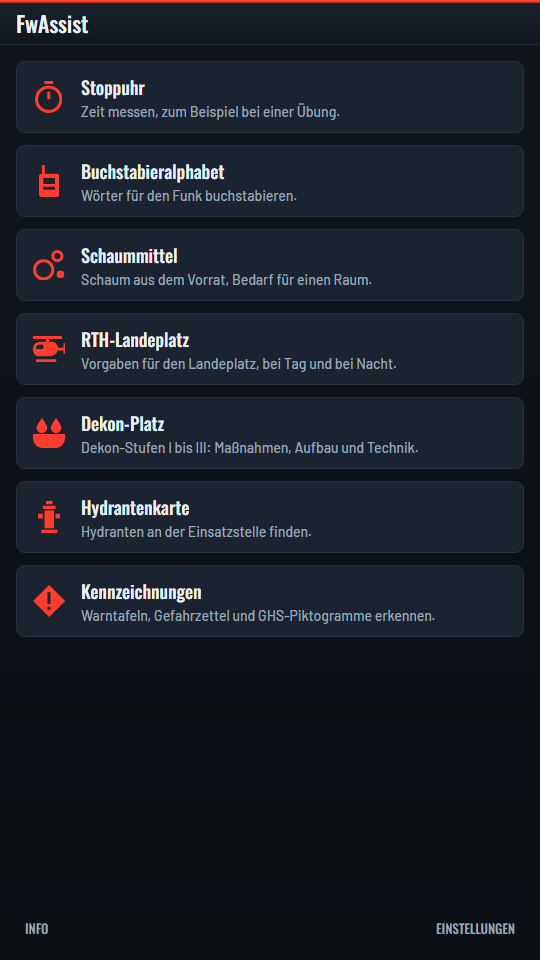 FwAssist
Stoppuhr
Zeit messen, zum Beispiel bei einer Übung.
Buchstabieralphabet
Wörter für den Funk buchstabieren.
Schaummittel
Schaum aus dem Vorrat, Bedarf für einen Raum.
RTH-Landeplatz
Vorgaben für den Landeplatz, bei Tag und bei Nacht.
Dekon-Platz
Dekon-Stufen I bis III: Maßnahmen, Aufbau und Technik.
Hydrantenkarte
Hydranten an der Einsatzstelle finden.
Kennzeichnungen
Warntafeln, Gefahrzettel und GHS-Piktogramme erkennen.
INFO
EINSTELLUNGEN